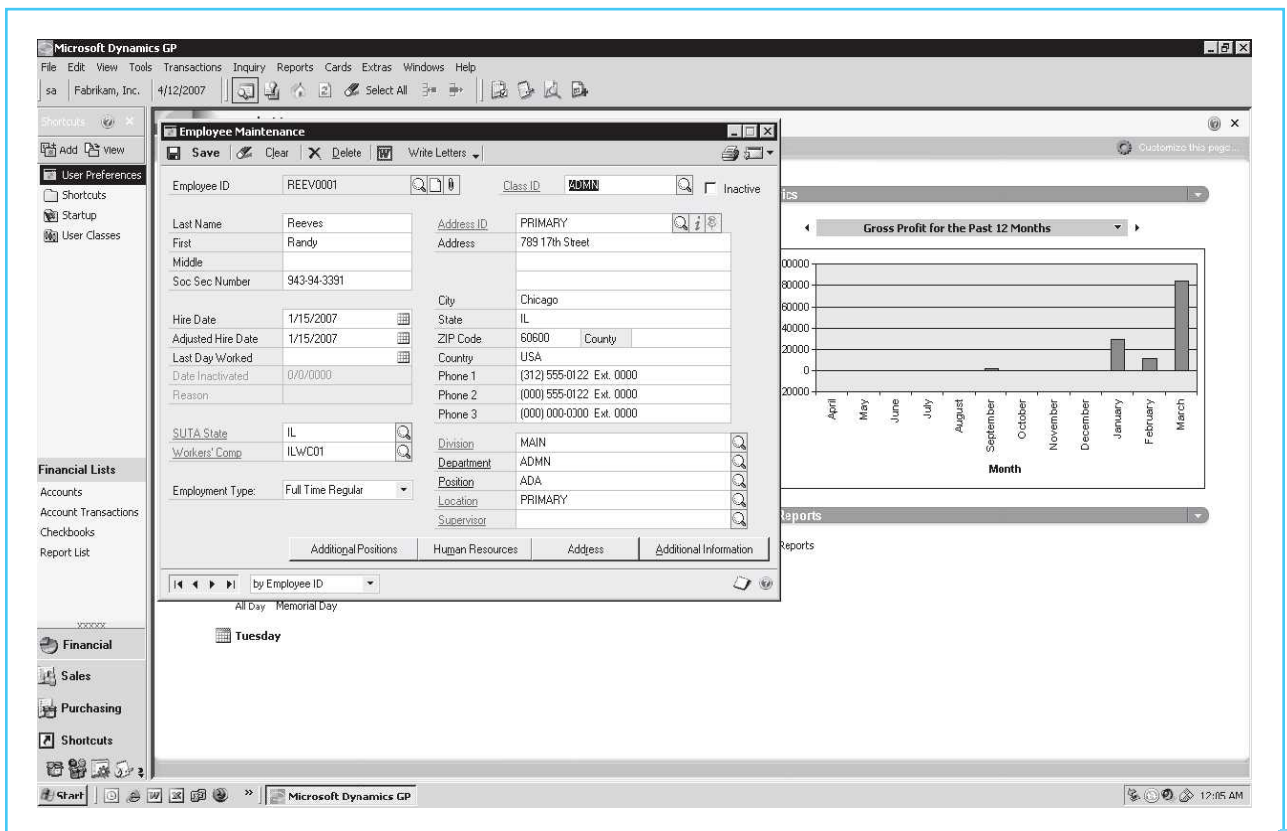 Microsoft Dynamics GP
File Edit View Tools Transactions Inquiry Reports Cards Extras Windows Help
sa Fabrikam, Inc. 4/12/2007 Select All
Shortcuts
Add View
User Preferences
Shortcuts
Startup
User Classes
Financial Lists
Accounts
Account Transactions
Checkbooks
Report List
Financial
Sales
Purchasing
Shortcuts
Employee Maintenance
Save Clear Delete Write Letters
Employee ID REEV0001 Class ID ADMN Inactive
Last Name Reeves
First Randy
Middle
Soc Sec Number 943-94-3391
Hire Date 1/15/2007
Adjusted Hire Date 1/15/2007
Last Day Worked
Date Inactivated 0/0/0000
Reason
SUTA State IL
Workers' Comp ILWC01
Employment Type: Full Time Regular
Address ID PRIMARY
Address 789 17th Street
City Chicago
State IL
ZIP Code 60600 County
Country USA
Phone 1 (312) 555-0122 Ext. 0000
Phone 2 (000) 555-0122 Ext. 0000
Phone 3 (000) 000-0000 Ext. 0000
Division MAIN
Department ADMN
Position ADA
Location PRIMARY
Supervisor
Additional Positions Human Resources Address Additional Information
by Employee ID
Customize this page...
ics
Gross Profit for the Past 12 Months
00000
80000
60000
40000
20000
0
20000
April May June July August September October November December January February March
Month
Reports
Reports
All Day Memorial Day
Tuesday
Start Microsoft Dynamics GP 12:05 AM